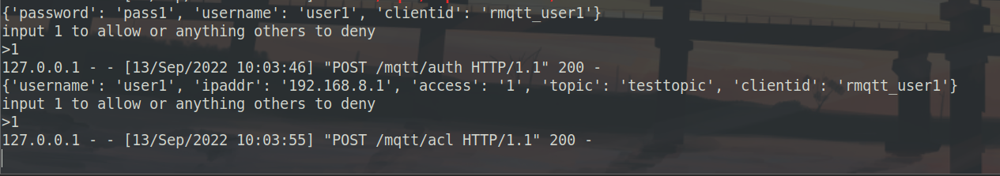 {'password': 'pass1', 'username': 'user1', 'clientid': 'rmqtt_user1'}
input 1 to allow or anything others to deny
>1
127.0.0.1 - - [13/Sep/2022 10:03:46] "POST /mqtt/auth HTTP/1.1" 200 -
{'username': 'user1', 'ipaddr': '192.168.8.1', 'access': '1', 'topic': 'testtopic', 'clientid': 'rmqtt_user1'}
input 1 to allow or anything others to deny
>1
127.0.0.1 - - [13/Sep/2022 10:03:55] "POST /mqtt/acl HTTP/1.1" 200 -